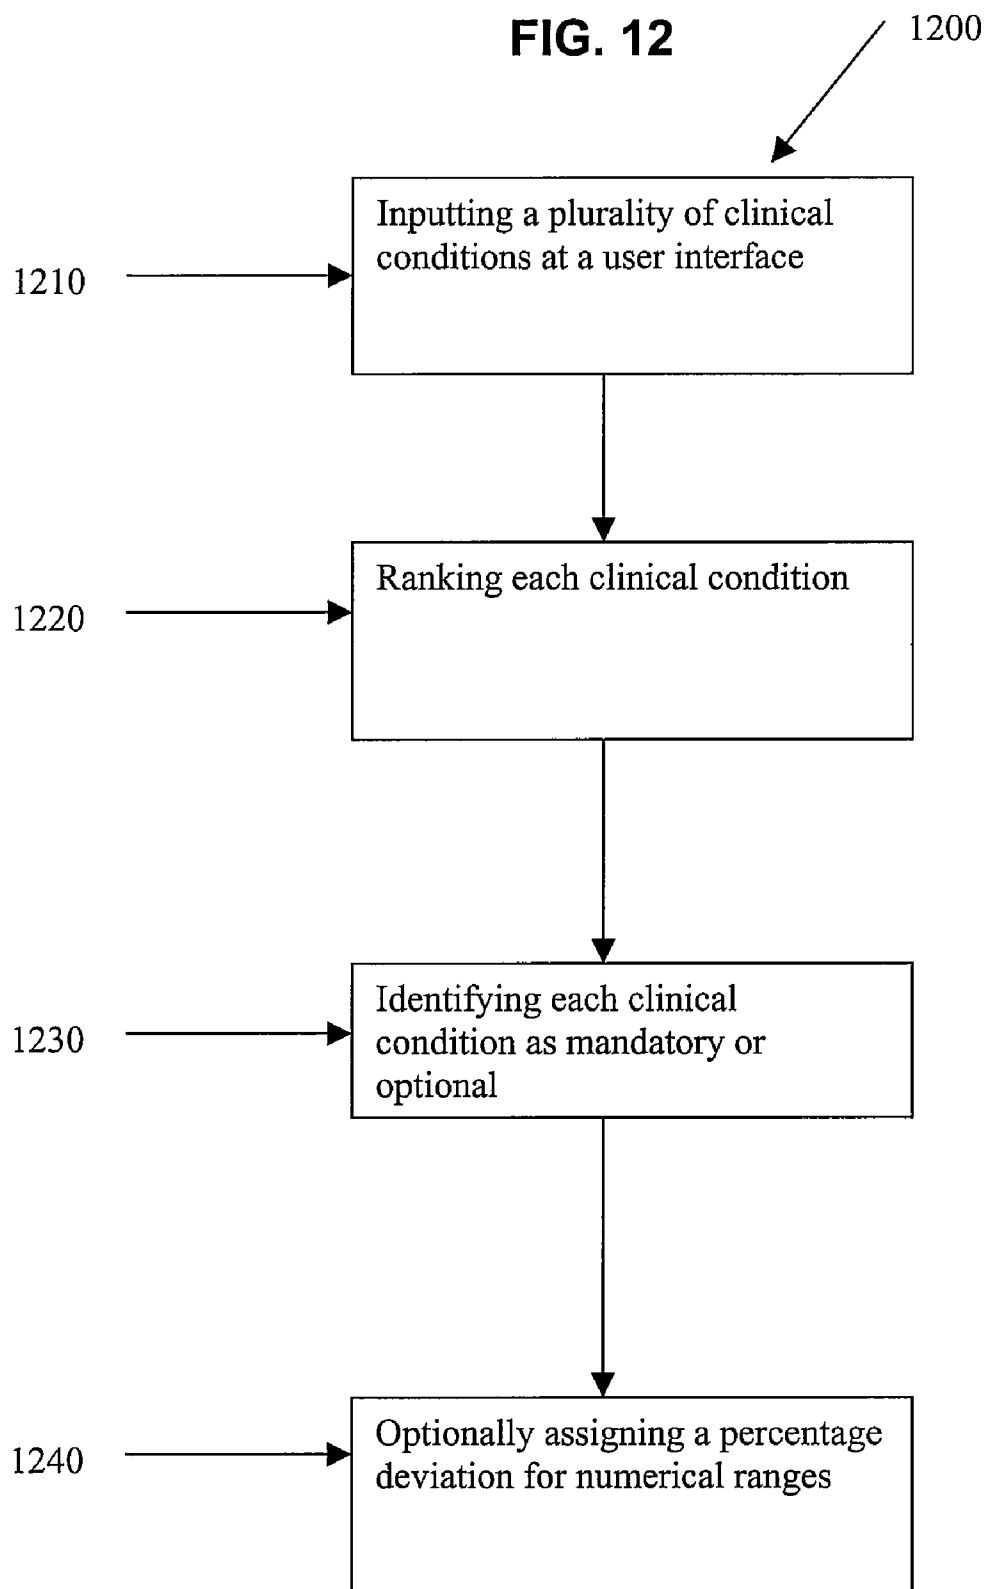 FIG. 12
1200
Inputting a plurality of clinical
conditions at a user interface
1210
Ranking each clinical condition
1220
Identifying each clinical
condition as mandatory or
optional
1230
Optionally assigning a percentage
deviation for numerical ranges
1240